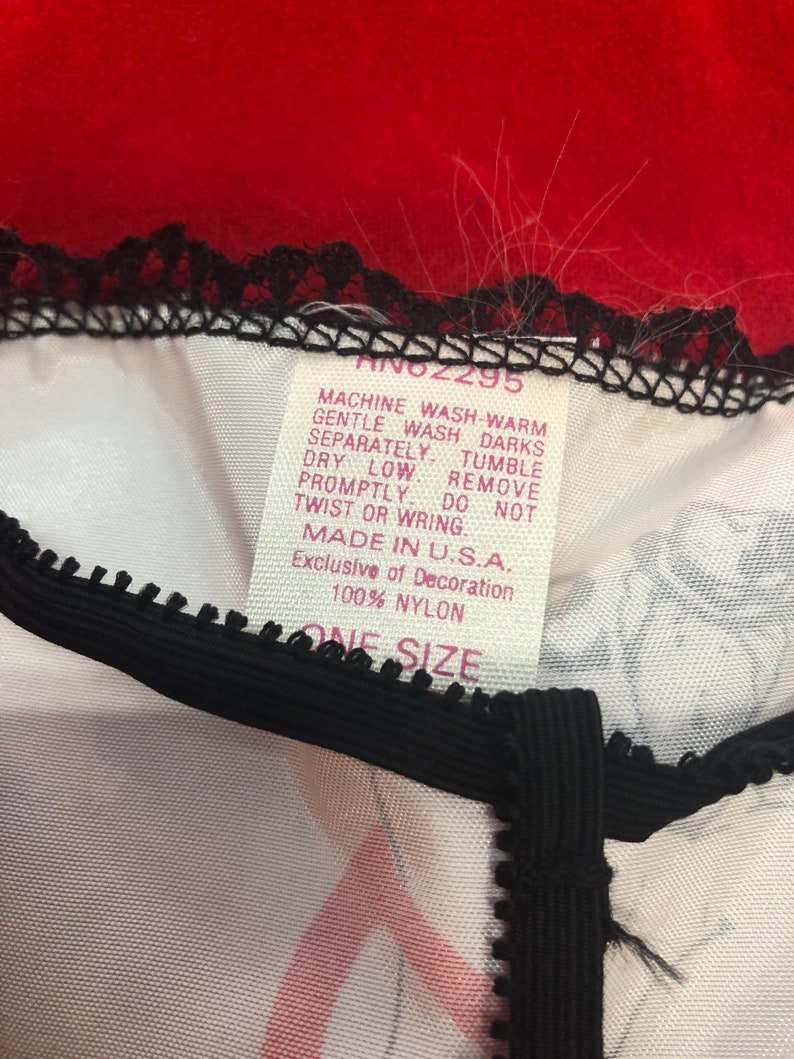 RN62295
MACHINE WASH-WARM
GENTLE WASH DARKS
SEPARATELY. TUMBLE
DRY LOW. REMOVE
PROMPTLY. DO NOT
TWIST OR WRING.
MADE IN U.S.A.
Exclusive of Decoration
100% NYLON
ONE SIZE